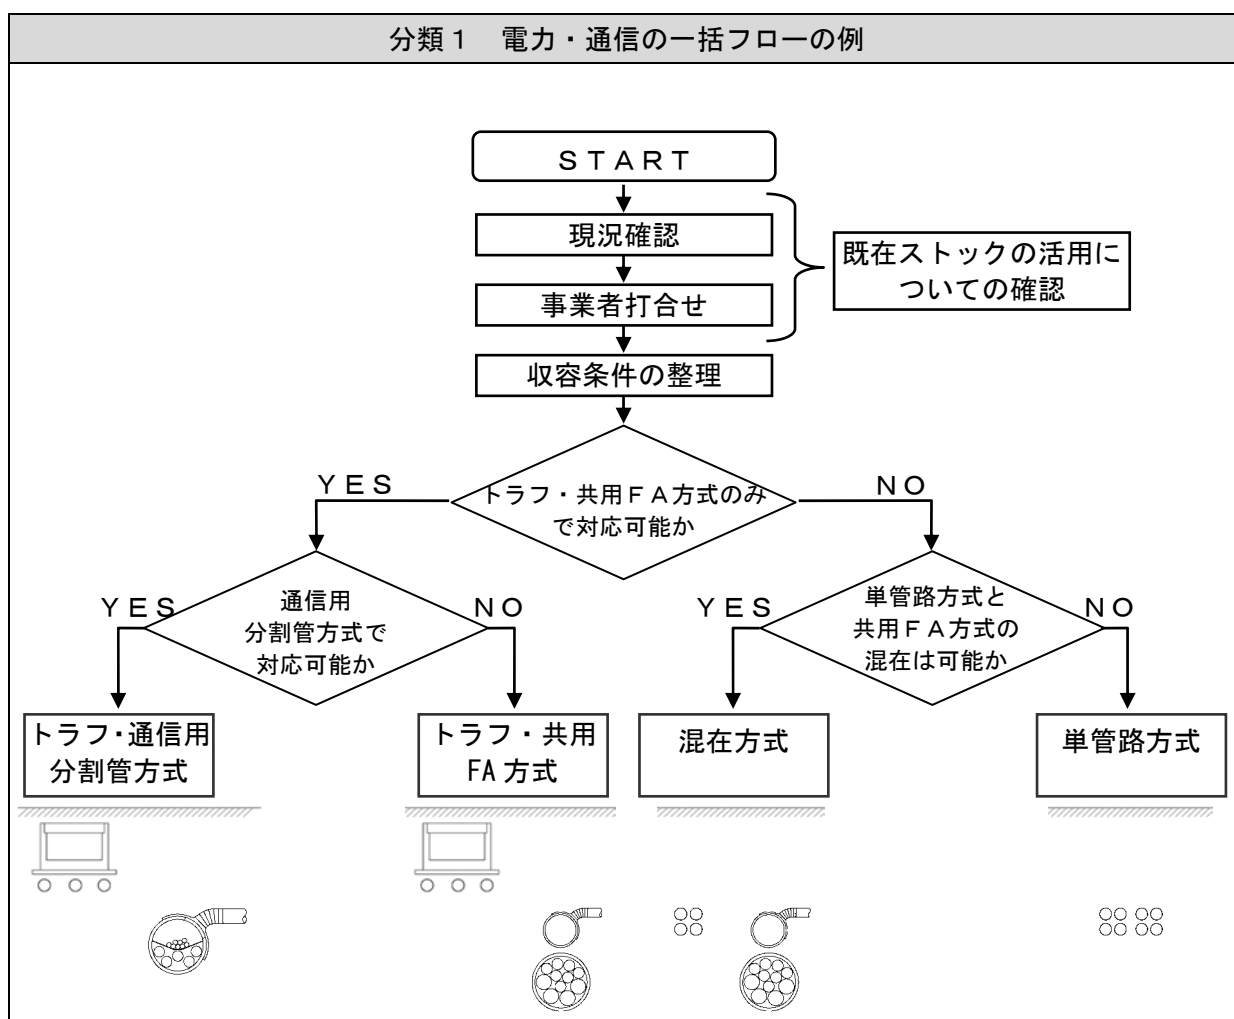 分類１　電力・通信の一括フローの例
ＳＴＡＲＴ
現況確認
事業者打合せ
既存ストックの活用に
ついての確認
収容条件の整理
トラフ・共用ＦＡ方式のみ
で対応可能か
ＹＥＳ
ＮＯ
通信用
分割管方式で
対応可能か
ＹＥＳ
ＮＯ
単管路方式と
共用ＦＡ方式の
混在は可能か
ＹＥＳ
ＮＯ
トラフ・通信用
分割管方式
トラフ・共用
FA 方式
混在方式
単管路方式